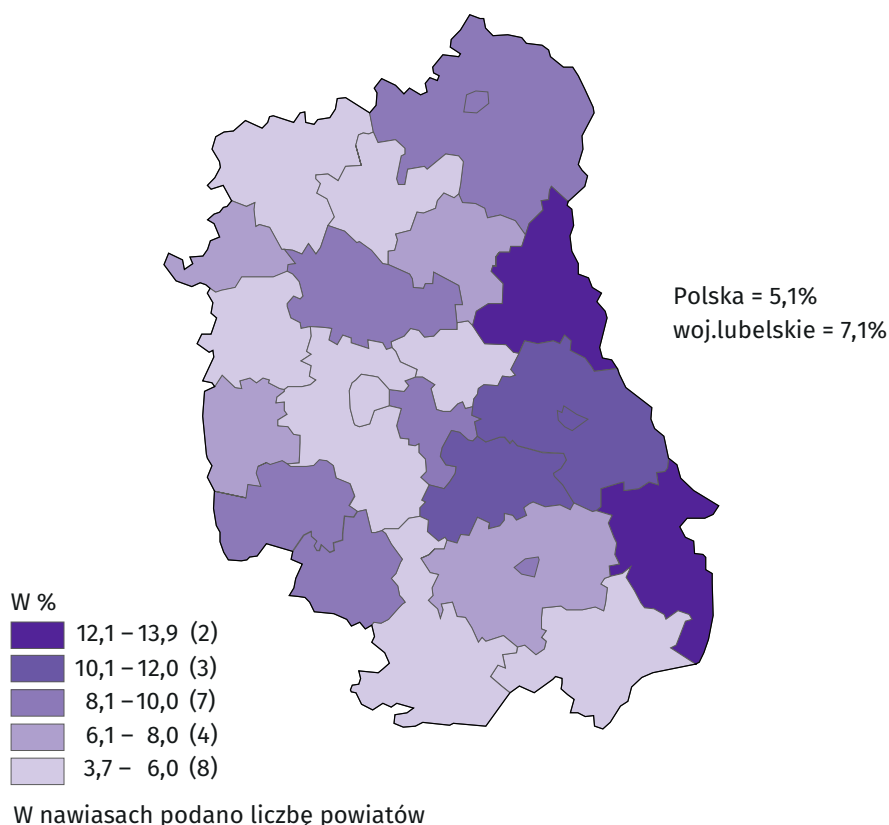 Polska = 5,1%
woj.lubelskie = 7,1%
W %
12,1 – 13,9 (2)
10,1 – 12,0 (3)
8,1 – 10,0 (7)
6,1 – 8,0 (4)
3,7 – 6,0 (8)
W nawiasach podano liczbę powiatów